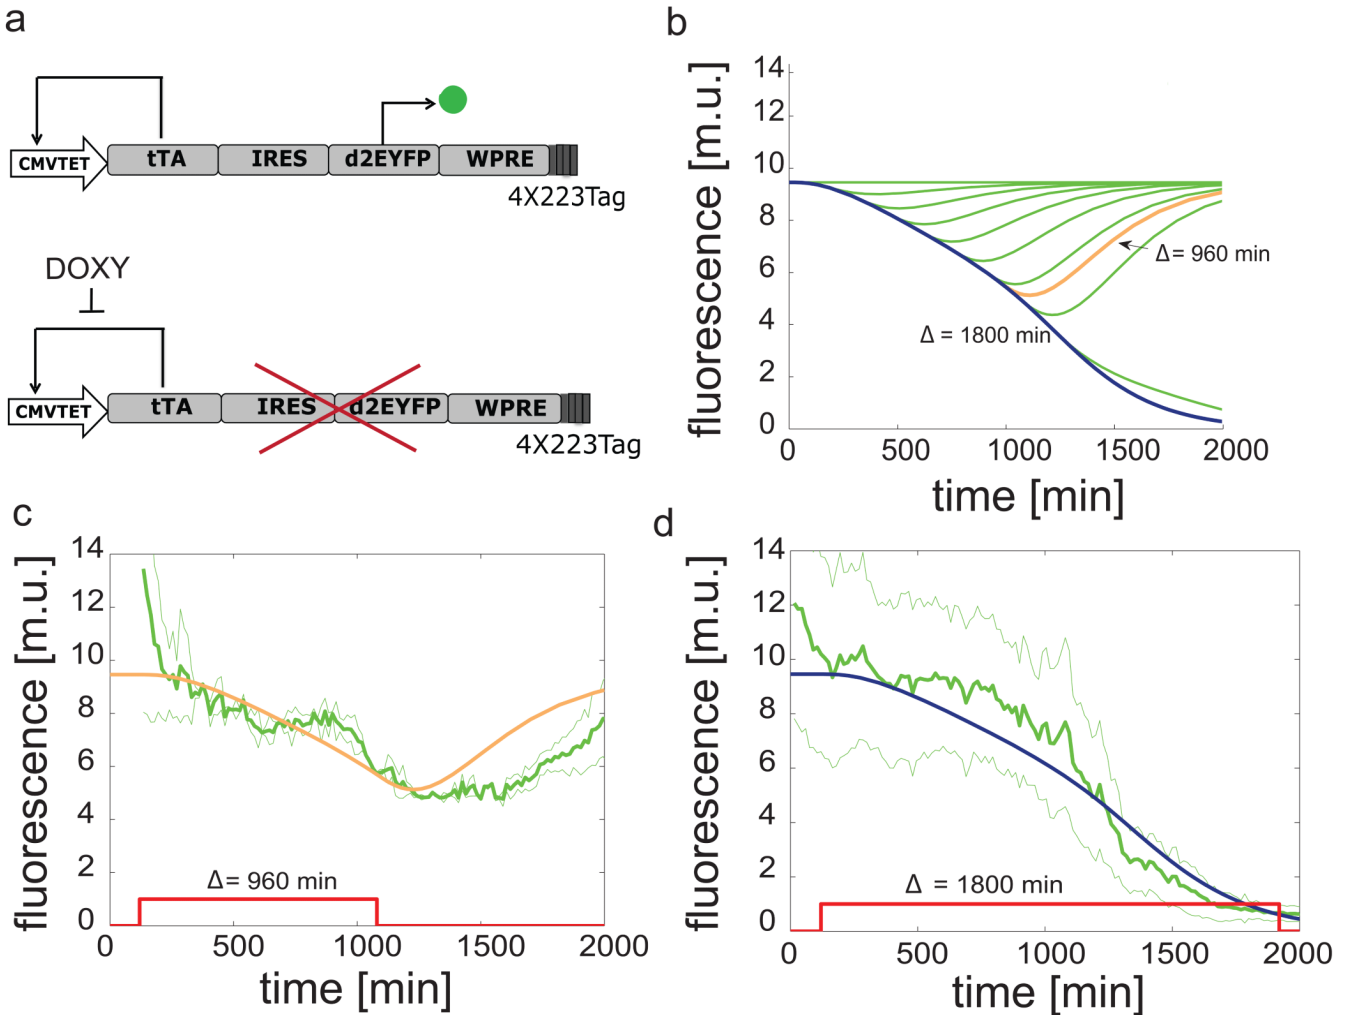 a
CMVTET tTA IRES d2EYFP WPRE
4X223Tag
DOXY
CMVTET tTA IRES d2EYFP WPRE
4X223Tag
b
fluorescence [m.u.]
14
12
10
8
6
4
2
0
Δ = 960 min
Δ = 1800 min
0 500 1000 1500 2000
time [min]
c
fluorescence [m.u.]
14
12
10
8
6
4
2
0
Δ = 960 min
0 500 1000 1500 2000
time [min]
d
fluorescence [m.u.]
14
12
10
8
6
4
2
0
Δ = 1800 min
0 500 1000 1500 2000
time [min]